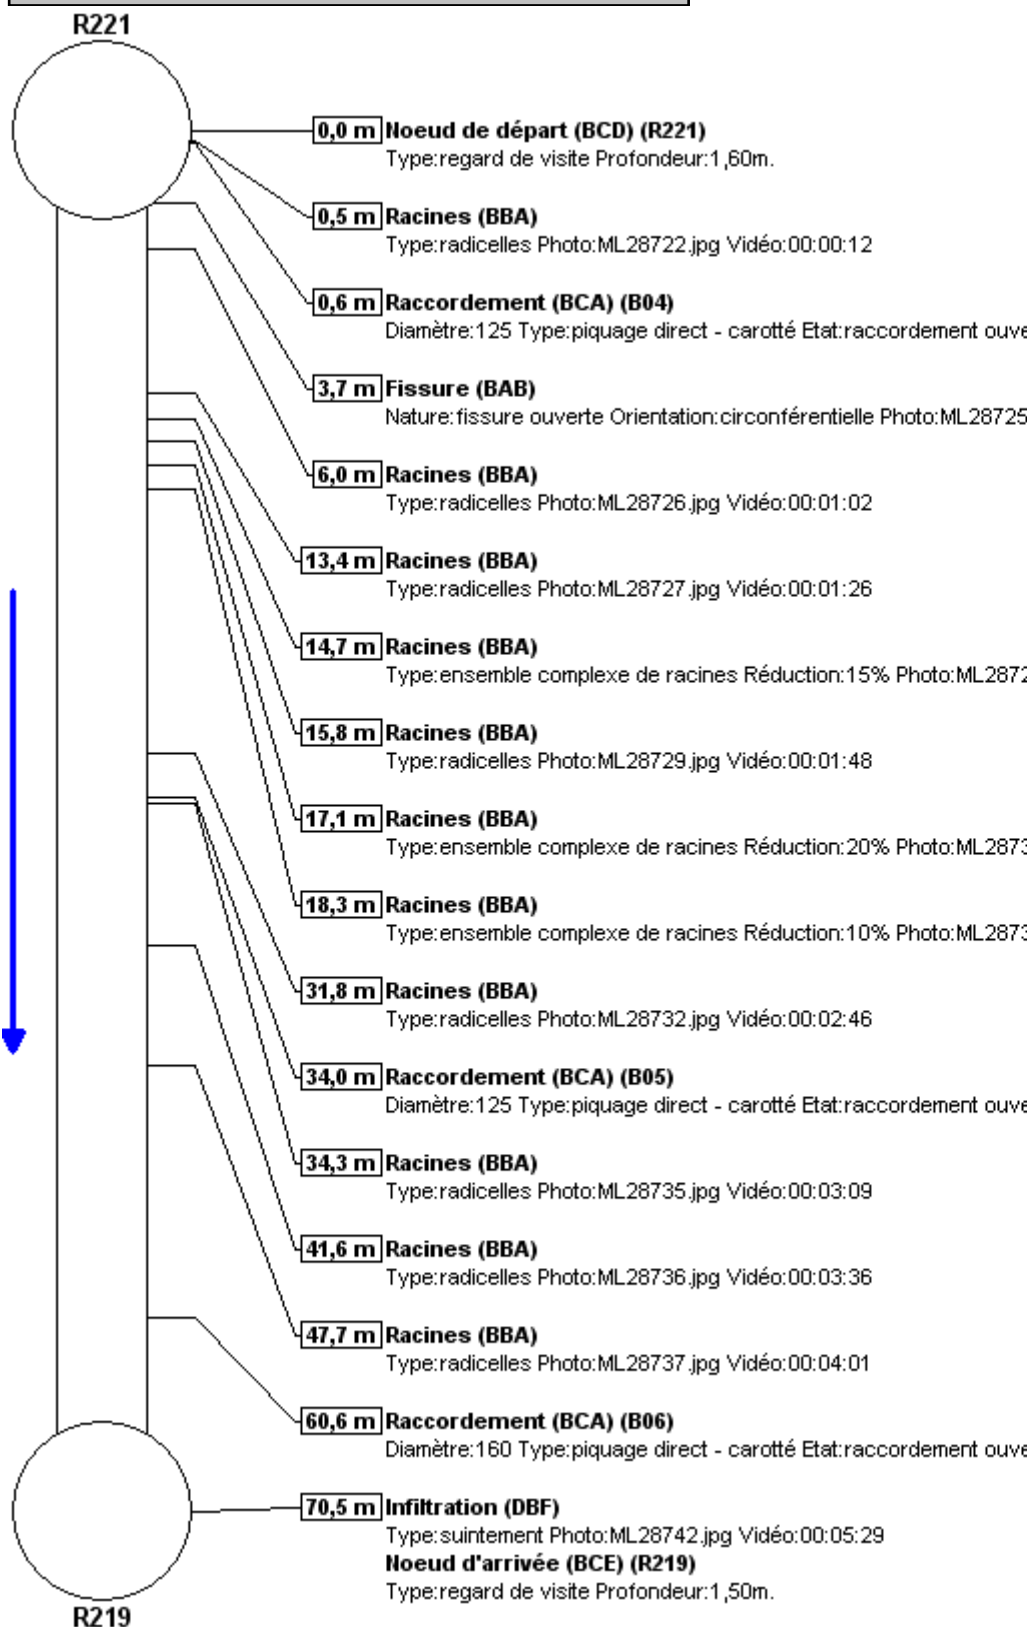 R221
0,0 m Noeud de départ (BCD) (R221)
Type:regard de visite Profondeur:1,60m.
0,5 m Racines (BBA)
Type:radicelles Photo:ML28722.jpg Vidéo:00:00:12
0,6 m Raccordement (BCA) (B04)
Diamètre:125 Type:piquage direct - carotté Etat:raccordement ouve
3,7 m Fissure (BAB)
Nature:fissure ouverte Orientation:circonférentielle Photo:ML28725
6,0 m Racines (BBA)
Type:radicelles Photo:ML28726.jpg Vidéo:00:01:02
13,4 m Racines (BBA)
Type:radicelles Photo:ML28727.jpg Vidéo:00:01:26
14,7 m Racines (BBA)
Type:ensemble complexe de racines Réduction:15% Photo:ML2872
15,8 m Racines (BBA)
Type:radicelles Photo:ML28729.jpg Vidéo:00:01:48
17,1 m Racines (BBA)
Type:ensemble complexe de racines Réduction:20% Photo:ML2873
18,3 m Racines (BBA)
Type:ensemble complexe de racines Réduction:10% Photo:ML2873
31,8 m Racines (BBA)
Type:radicelles Photo:ML28732.jpg Vidéo:00:02:46
34,0 m Raccordement (BCA) (B05)
Diamètre:125 Type:piquage direct - carotté Etat:raccordement ouve
34,3 m Racines (BBA)
Type:radicelles Photo:ML28735.jpg Vidéo:00:03:09
41,6 m Racines (BBA)
Type:radicelles Photo:ML28736.jpg Vidéo:00:03:36
47,7 m Racines (BBA)
Type:radicelles Photo:ML28737.jpg Vidéo:00:04:01
60,6 m Raccordement (BCA) (B06)
Diamètre:160 Type:piquage direct - carotté Etat:raccordement ouve
70,5 m Infiltration (DBF)
Type:suintement Photo:ML28742.jpg Vidéo:00:05:29
Noeud d'arrivée (BCE) (R219)
Type:regard de visite Profondeur:1,50m.
R219